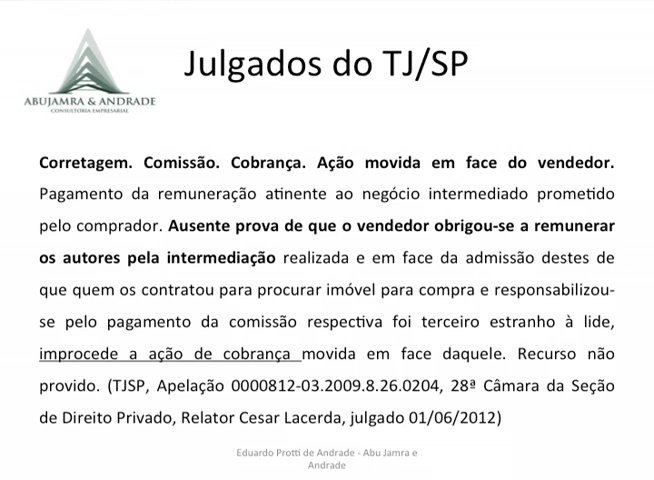 Julgados do TJ/SP
ABUJAMRA & ANDRADE
CONSULTORIA EMPRESARIAL
Corretagem. Comissão. Cobrança. Ação movida em face do vendedor.
Pagamento da remuneração atinente ao negócio intermediado prometido
pelo comprador. Ausente prova de que o vendedor obrigou-se a remunerar
os autores pela intermediação realizada e em face da admissão destes de
que quem os contratou para procurar imóvel para compra e responsabilizou-
se pelo pagamento da comissão respectiva foi terceiro estranho à lide,
improcede a ação de cobrança movida em face daquele. Recurso não
provido. (TJSP, Apelação 0000812-03.2009.8.26.0204, 28ª Câmara da Seção
de Direito Privado, Relator Cesar Lacerda, julgado 01/06/2012)
Eduardo Protti de Andrade - Abu Jamra e
Andrade